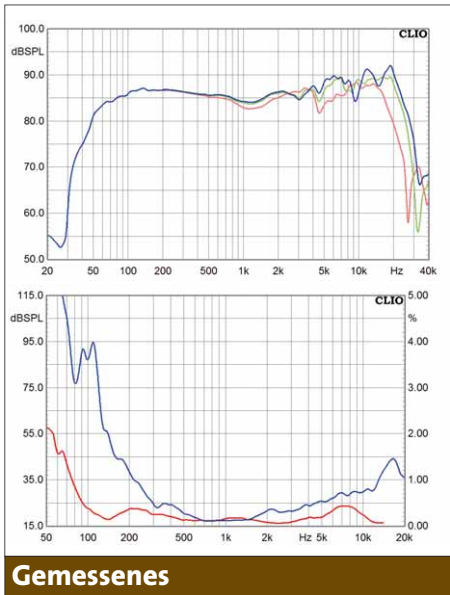 100.0 CLIO
dBSPL
90.0
80.0
70.0
60.0
50.0
20 50 100 200 500 1k 2k 5k 10k Hz 40k
115.0 CLIO 5.00
dBSPL %
95.0 4.00
75.0 3.00
55.0 2.00
35.0 1.00
15.0 0.00
50 100 200 500 1k 2k Hz 5k 10k 20k
Gemessenes